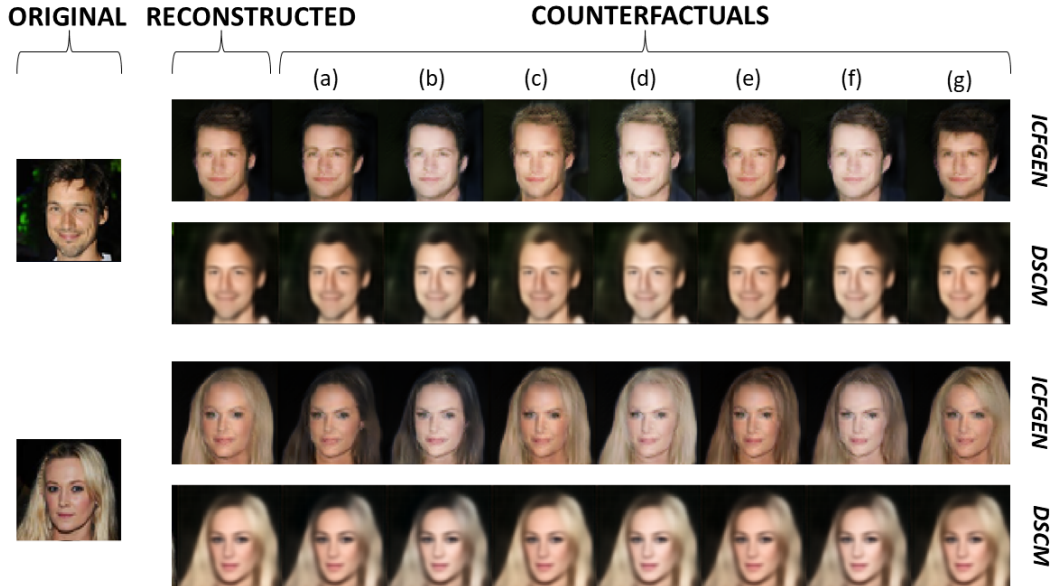 ORIGINAL RECONSTRUCTED COUNTERFACTUALS
(a) (b) (c) (d) (e) (f) (g)
ICFGEN
DSCM
ICFGEN
DSCM